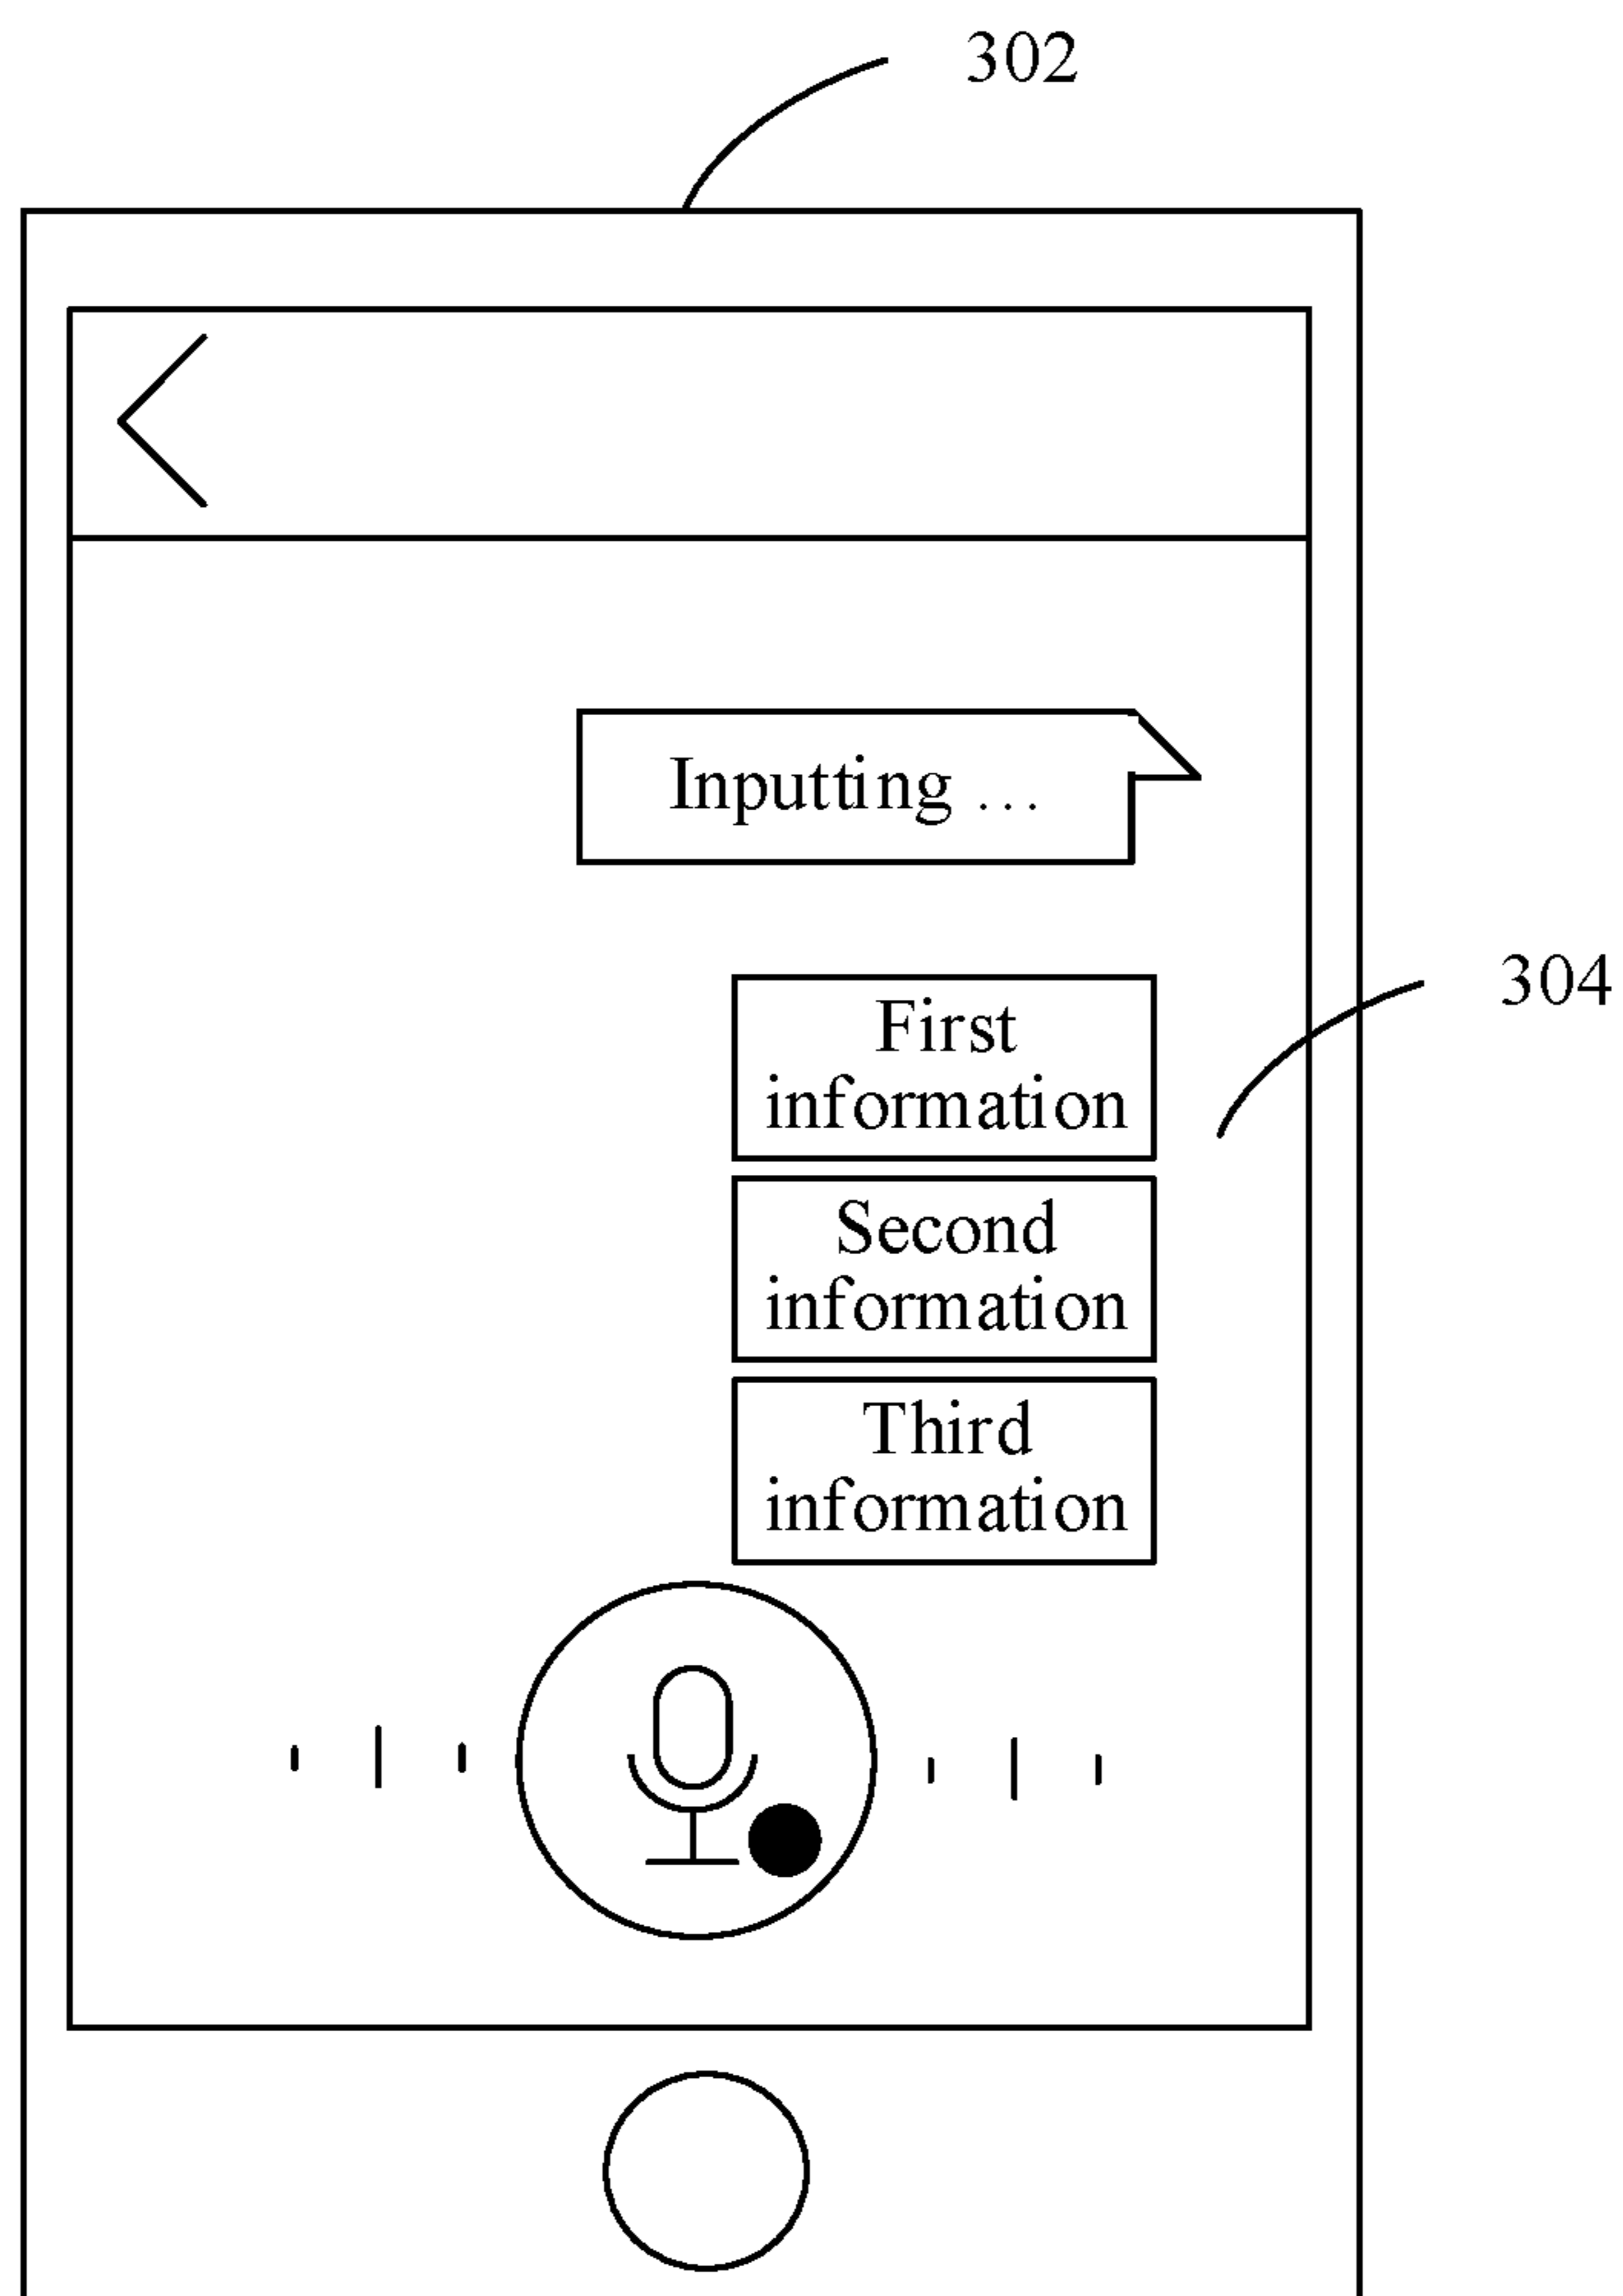 302
Inputting ...
304
First
information
Second
information
Third
information